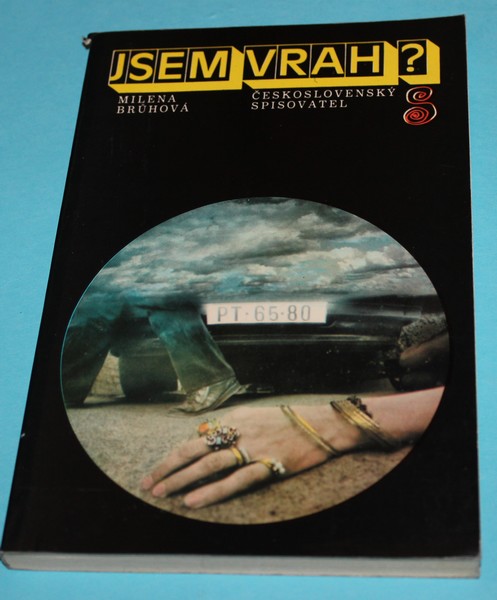 JSEM VRAH?
MILENA
BRŮHOVÁ
ČESKOSLOVENSKÝ
SPISOVATEL
PT·65·80